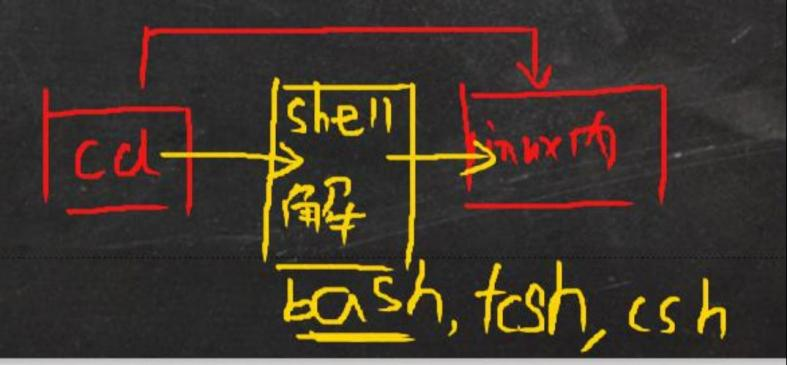 cd
shell
解
linux内
bash, tcsh, csh